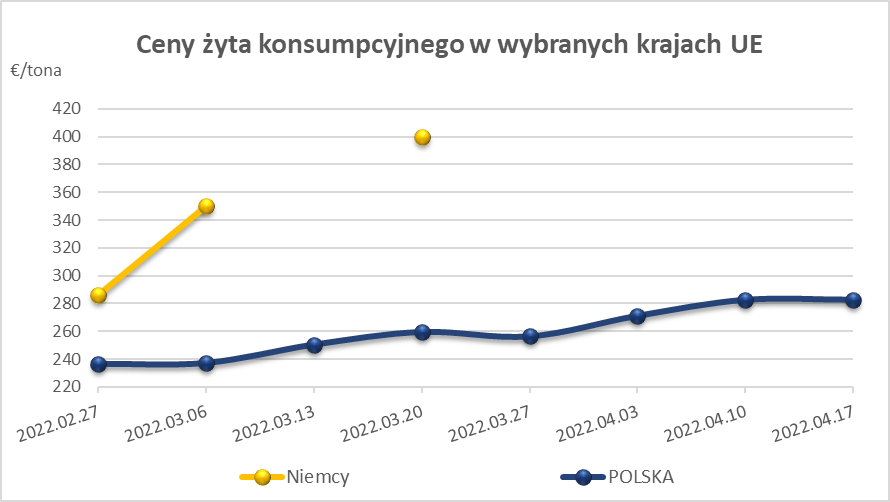 Ceny żyta konsumpcyjnego w wybranych krajach UE
€/tona
420
400
380
360
340
320
300
280
260
240
220
2022.02.27 2022.03.06 2022.03.13 2022.03.20 2022.03.27 2022.04.03 2022.04.10 2022.04.17
Niemcy POLSKA